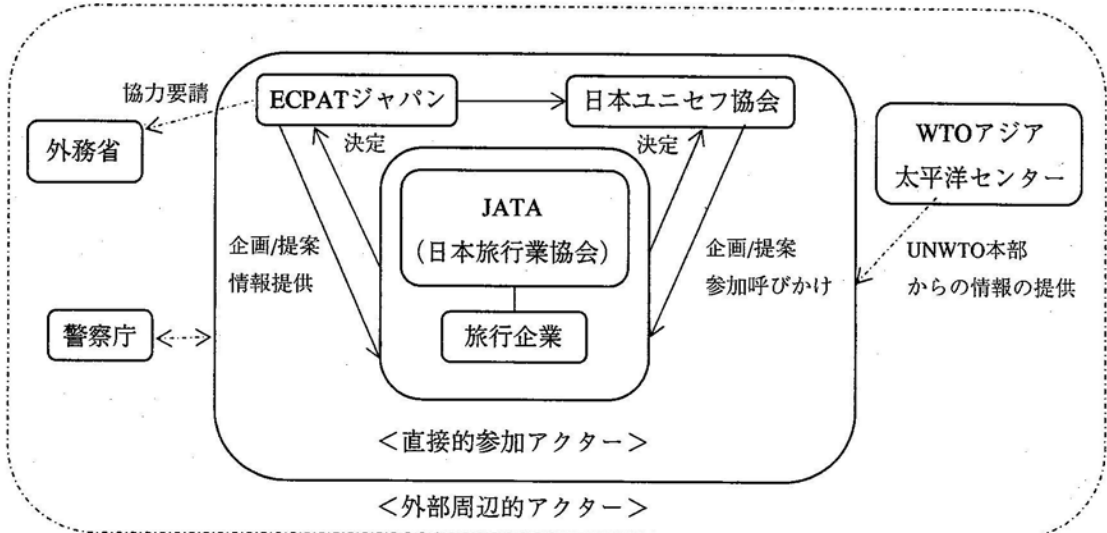 協力要請
ECPATジャパン
日本ユニセフ協会
外務省
決定
決定
WTOアジア
太平洋センター
JATA
（日本旅行業協会）
企画/提案
情報提供
企画/提案
参加呼びかけ
UNWTO本部
からの情報の提供
警察庁
旅行企業
＜直接的参加アクター＞
＜外部周辺的アクター＞